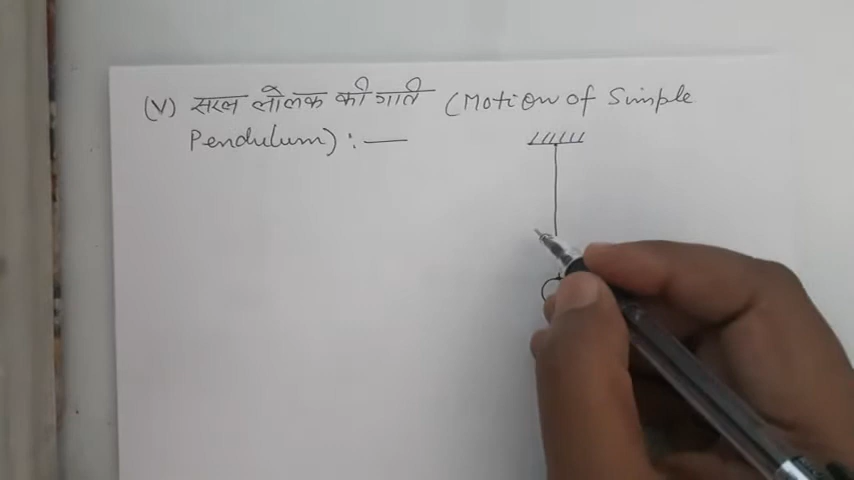 (V) सरल लोलक की गति (Motion of Simple
Pendulum) : —